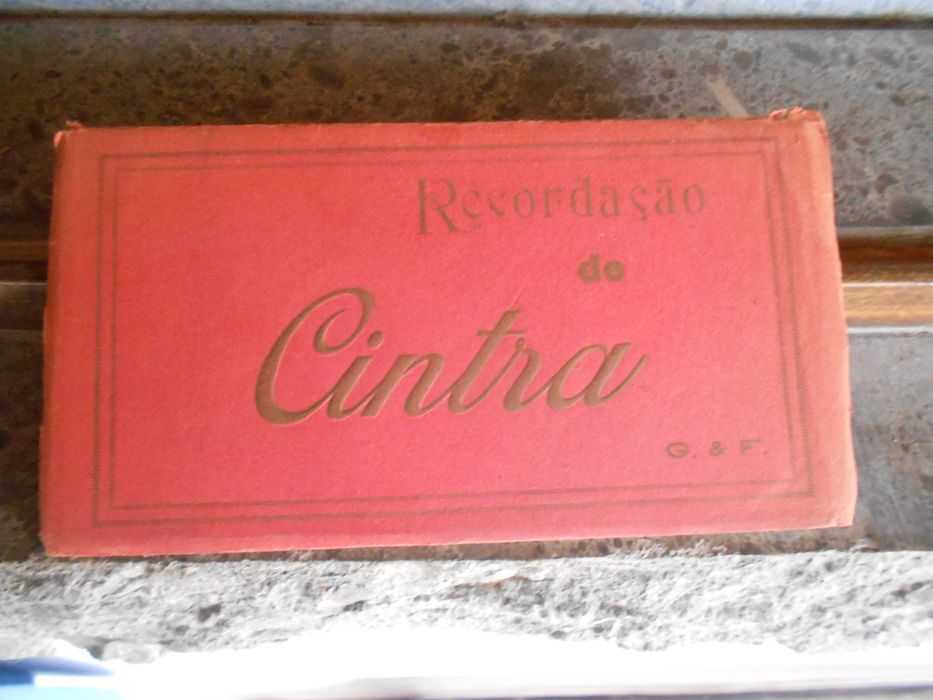 Recordação
de
Cintra
G. & F.